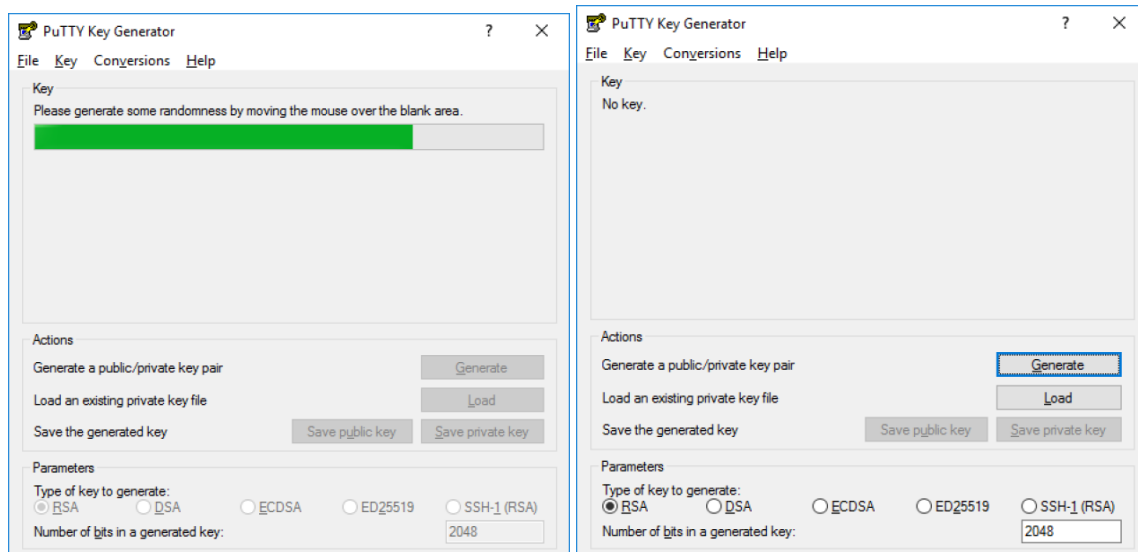 PuTTY Key Generator
?
File Key Conversions Help
Key
Please generate some randomness by moving the mouse over the blank area.
Actions
Generate a public/private key pair
Generate
Load an existing private key file
Load
Save the generated key
Save public key
Save private key
Parameters
Type of key to generate:
RSA DSA ECDSA ED25519 SSH-1 (RSA)
Number of bits in a generated key:
2048
PuTTY Key Generator
?
File Key Conversions Help
Key
No key.
Actions
Generate a public/private key pair
Generate
Load an existing private key file
Load
Save the generated key
Save public key
Save private key
Parameters
Type of key to generate:
RSA DSA ECDSA ED25519 SSH-1 (RSA)
Number of bits in a generated key:
2048